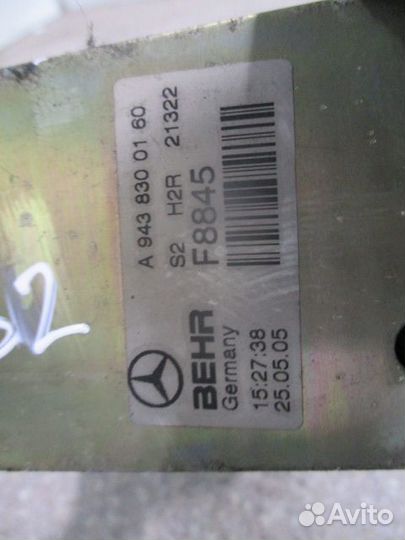 A 943 830 01 60
S2 H2R 21322
F8845
BEHR
Germany
15:27:38
25.05.05
Avito